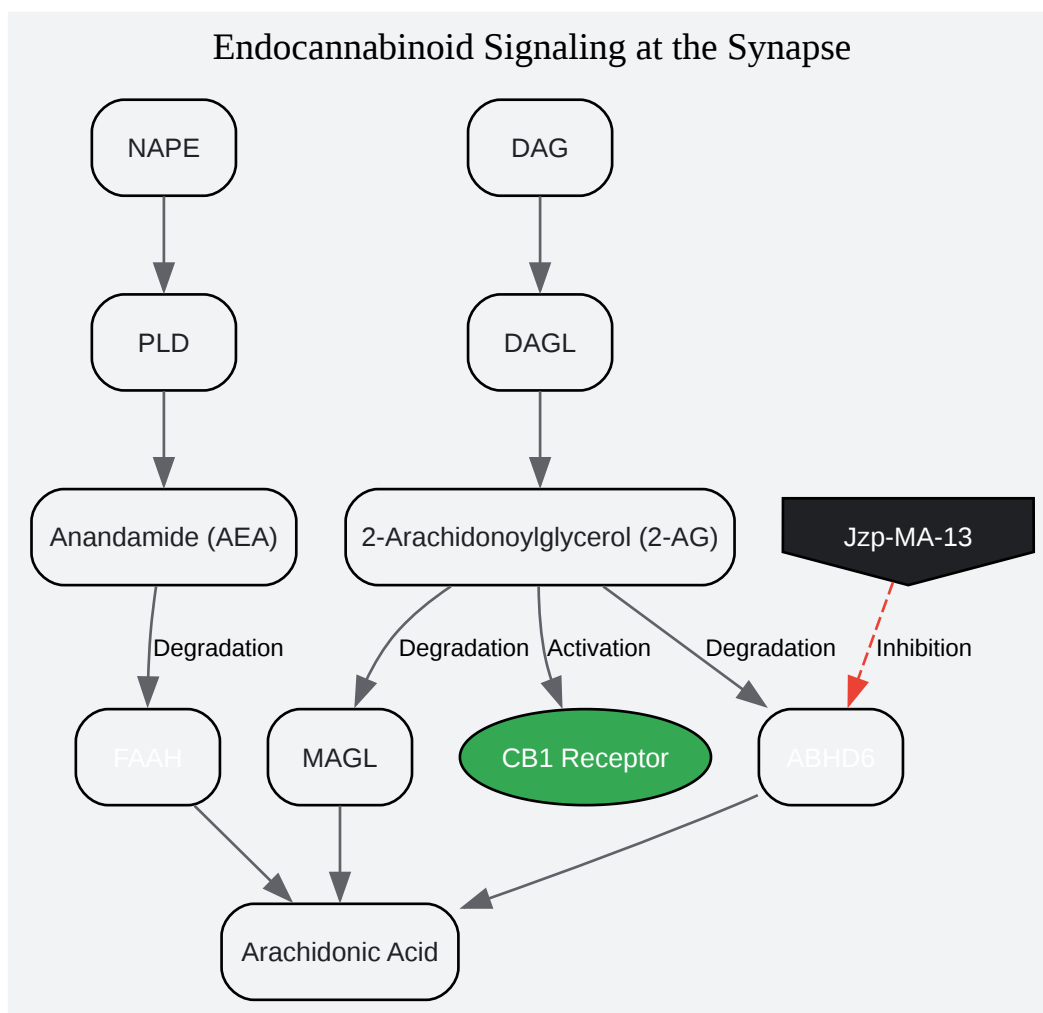 Endocannabinoid Signaling at the Synapse
NAPE
DAG
PLD
DAGL
Anandamide (AEA)
2-Arachidonoylglycerol (2-AG)
Jzp-MA-13
Degradation
Degradation
Activation
Degradation
Inhibition
FAAH
MAGL
CB1 Receptor
ABHD6
Arachidonic Acid